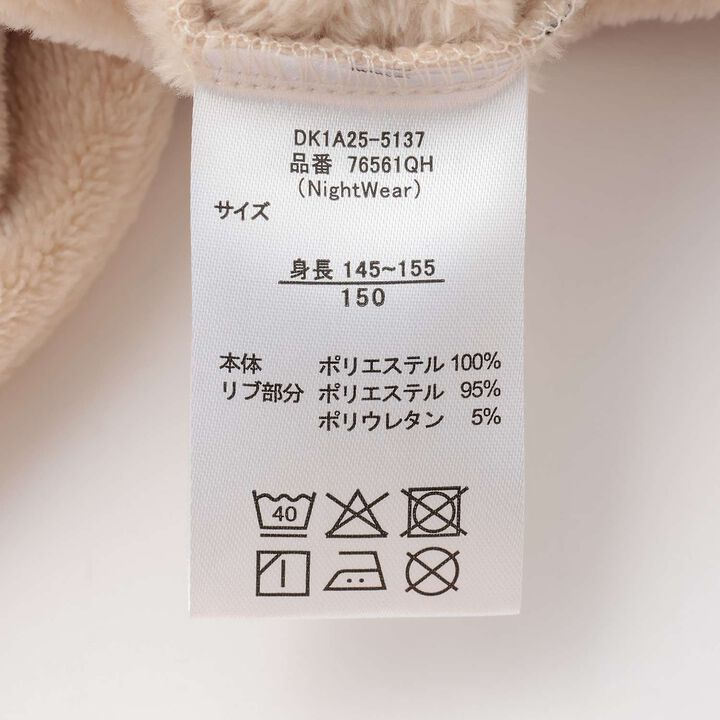 DK1A25-5137
品番 76561QH
(NightWear)
サイズ
身長 145~155
150
本体 ポリエステル 100%
リブ部分 ポリエステル 95%
ポリウレタン 5%
40